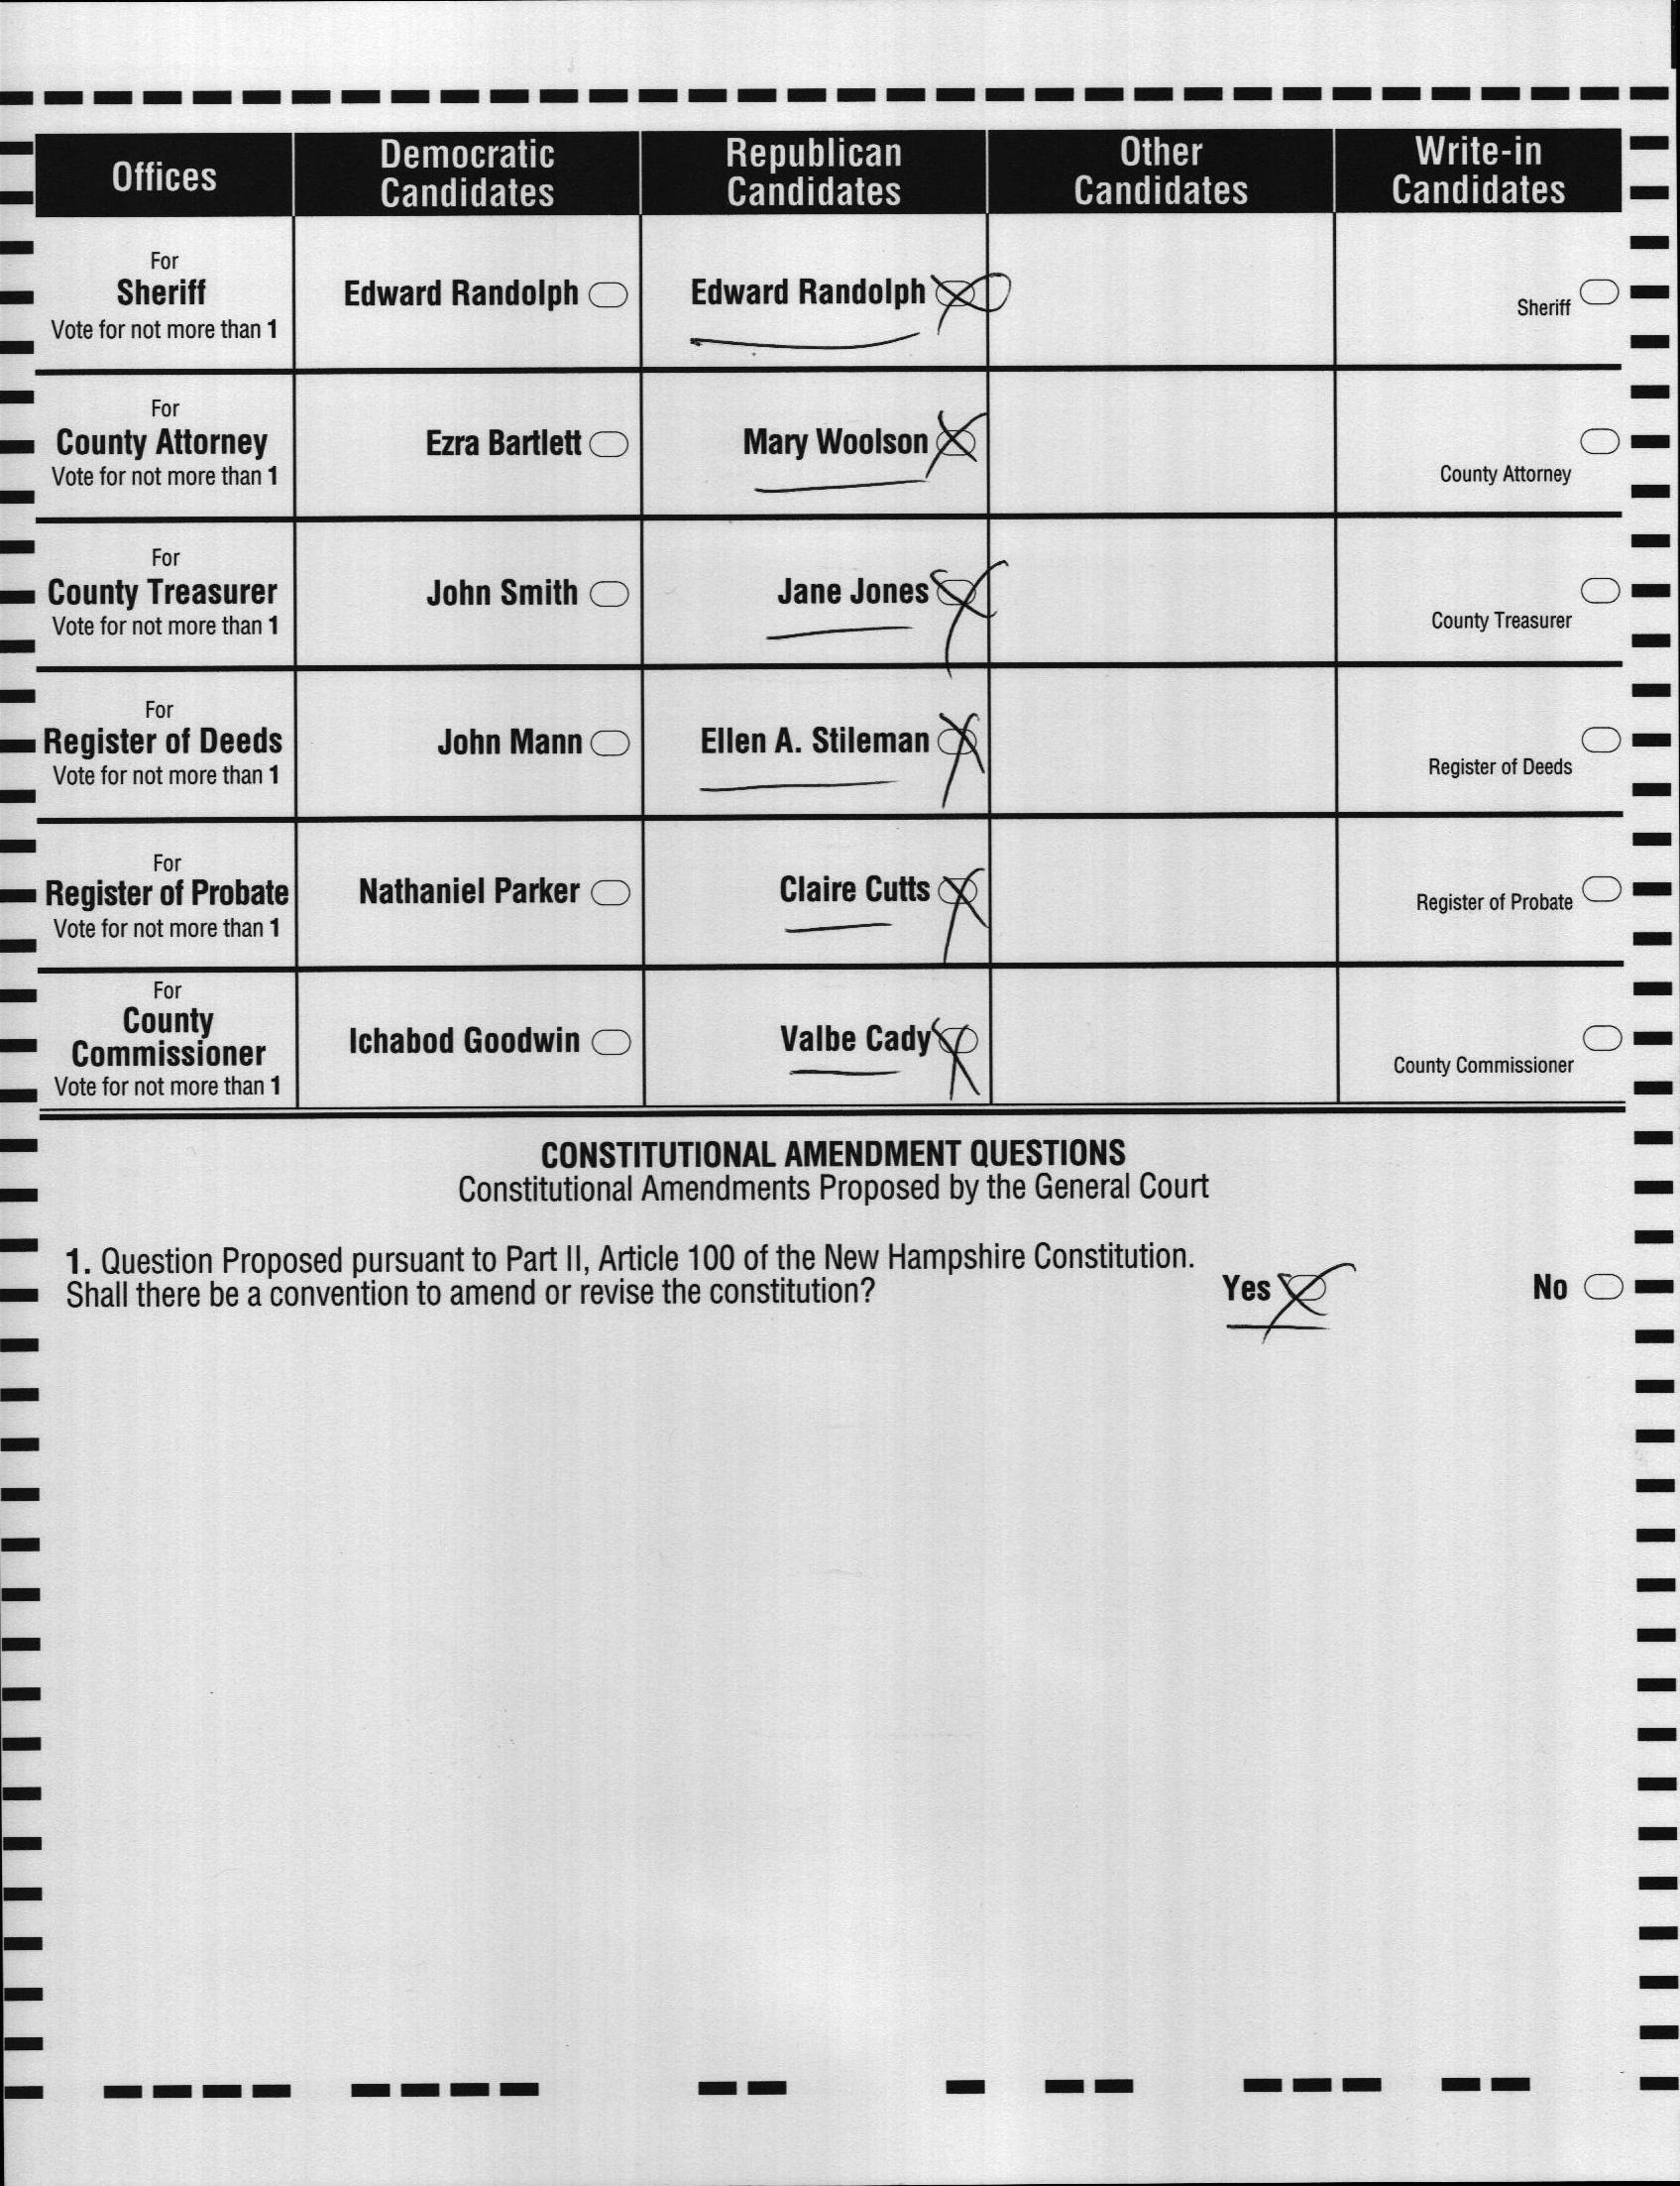 Offices
Democratic
Candidates
Republican
Candidates
Other
Candidates
Write-in
Candidates
For
Sheriff
Vote for not more than 1
Edward Randolph
Edward Randolph
Sheriff
For
County Attorney
Vote for not more than 1
Ezra Bartlett
Mary Woolson
County Attorney
For
County Treasurer
Vote for not more than 1
John Smith
Jane Jones
County Treasurer
For
Register of Deeds
Vote for not more than 1
John Mann
Ellen A. Stileman
Register of Deeds
For
Register of Probate
Vote for not more than 1
Nathaniel Parker
Claire Cutts
Register of Probate
For
County
Commissioner
Vote for not more than 1
Ichabod Goodwin
Valbe Cady
County Commissioner
CONSTITUTIONAL AMENDMENT QUESTIONS
Constitutional Amendments Proposed by the General Court
1. Question Proposed pursuant to Part II, Article 100 of the New Hampshire Constitution.
Shall there be a convention to amend or revise the constitution?
Yes
No